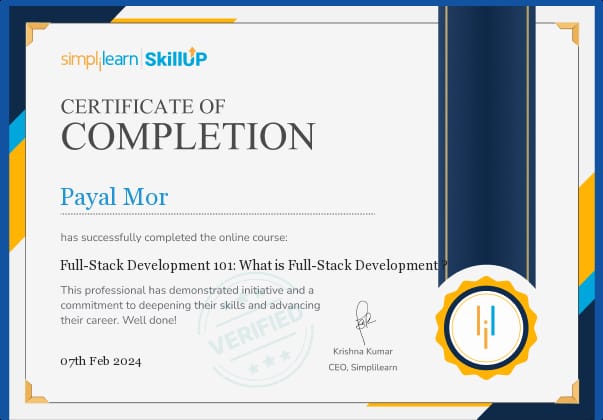 simplilearn | SkillUP
CERTIFICATE OF
COMPLETION
Payal Mor
has successfully completed the online course:
Full-Stack Development 101: What is Full-Stack Development?
This professional has demonstrated initiative and a
commitment to deepening their skills and advancing
their career. Well done!
VERIFIED
07th Feb 2024
Krishna Kumar
CEO, Simplilearn